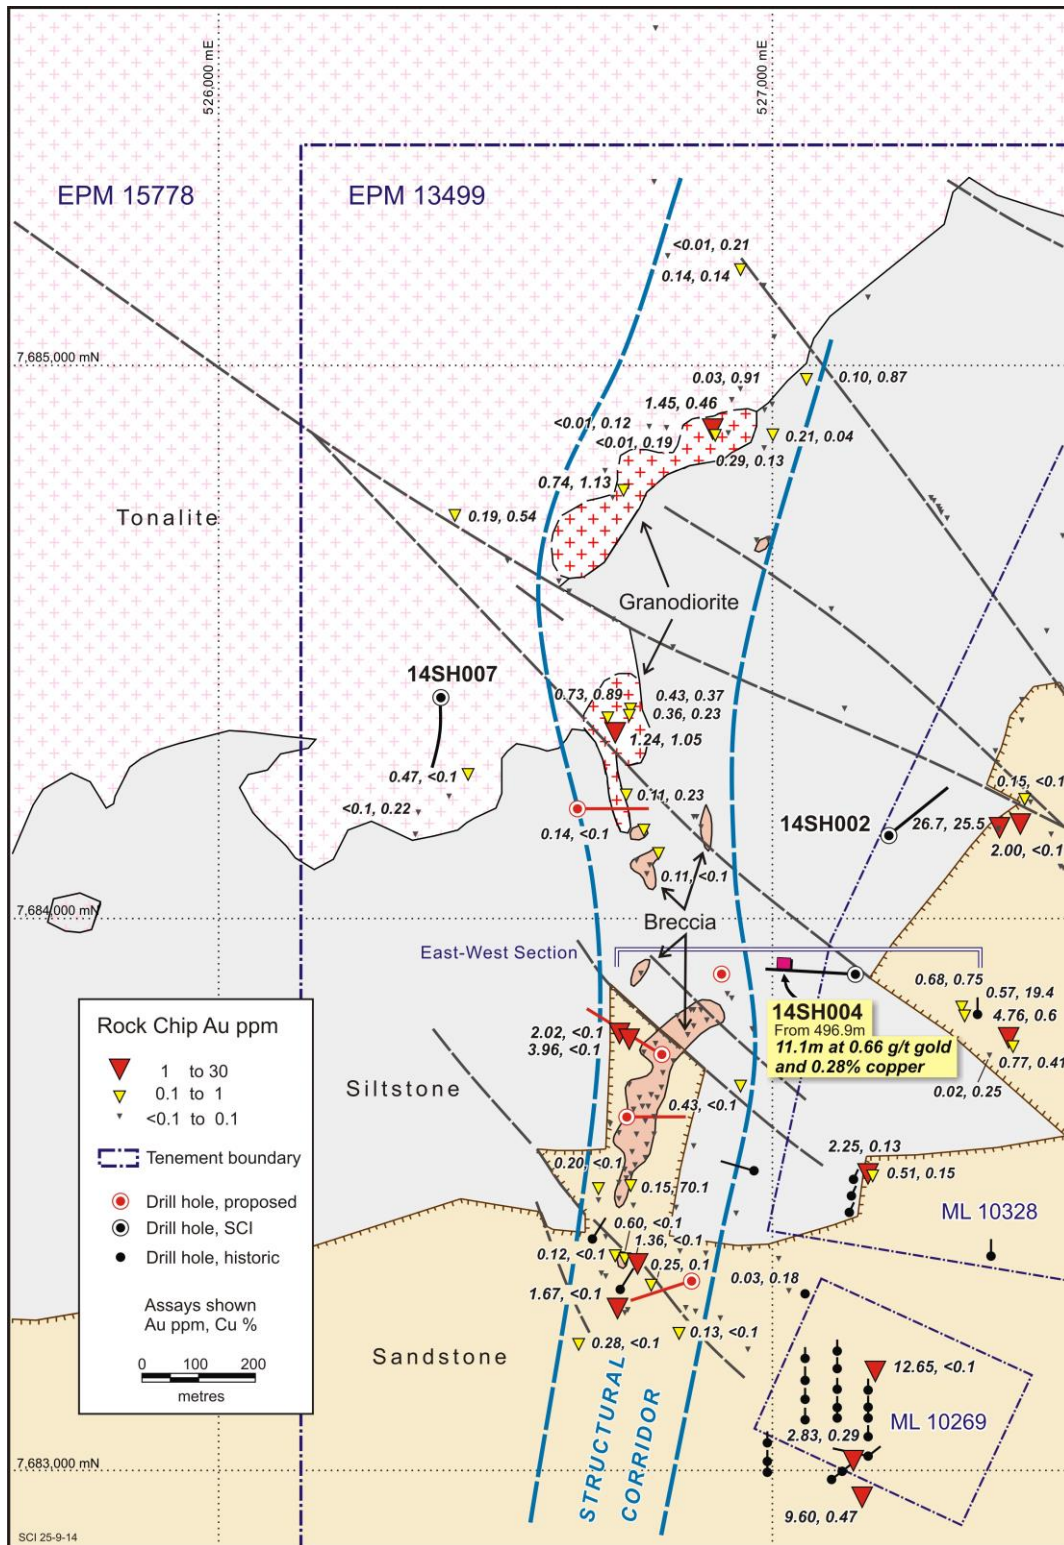 526,000 mE
527,000 mE
EPM 15778
EPM 13499
<0.01, 0.21
0.14, 0.14
7,685,000 mN
0.03, 0.91
0.10, 0.87
1.45, 0.46
<0.01, 0.12
<0.01, 0.19
0.21, 0.04
0.29, 0.13
0.74, 1.13
Tonalite
0.19, 0.54
Granodiorite
14SH007
0.73, 0.89
0.43, 0.37
0.36, 0.23
1.24, 1.05
0.47, <0.1
0.15, <0.1
0.11, 0.23
<0.1, 0.22
14SH002
26.7, 25.5
0.14, <0.1
2.00, <0.1
0.11, <0.1
7,684,000 mN
Breccia
East-West Section
0.68, 0.75
0.57, 19.4
14SH004
From 496.9m
11.1m at 0.66 g/t gold
and 0.28% copper
4.76, 0.6
Rock Chip Au ppm
2.02, <0.1
3.96, <0.1
0.77, 0.41
1 to 30
0.02, 0.25
Siltstone
0.1 to 1
0.43, <0.1
<0.1 to 0.1
2.25, 0.13
Tenement boundary
0.20, <0.1
0.51, 0.15
0.15, 70.1
Drill hole, proposed
ML 10328
0.60, <0.1
Drill hole, SCI
1.36, <0.1
0.12, <0.1
Drill hole, historic
0.25, 0.1
0.03, 0.18
1.67, <0.1
Assays shown
Au ppm, Cu %
0.13, <0.1
0.28, <0.1
Sandstone
0 100 200
metres
12.65, <0.1
STRUCTURAL
CORRIDOR
ML 10269
2.83, 0.29
7,683,000 mN
9.60, 0.47
SCI 25-9-14